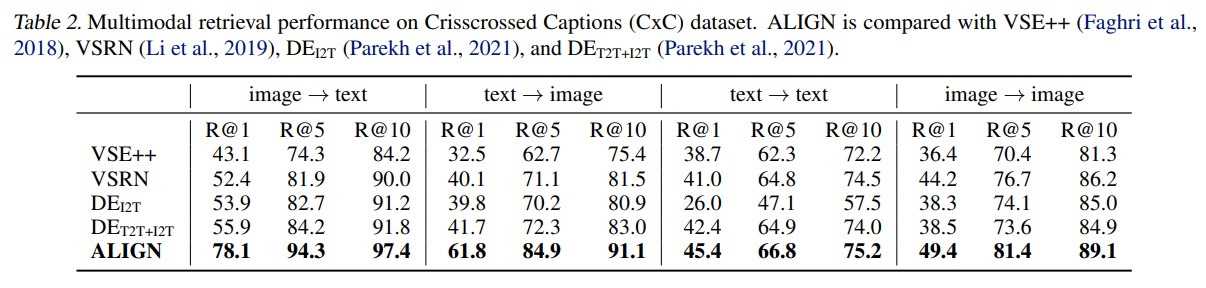 Table 2. Multimodal retrieval performance on Crisscrossed Captions (CxC) dataset. ALIGN is compared with VSE++ (Faghri et al.,
2018), VSRN (Li et al., 2019), DEI2T (Parekh et al., 2021), and DET2T+I2T (Parekh et al., 2021).
image → text text → image text → text image → image
R@1 R@5 R@10 R@1 R@5 R@10 R@1 R@5 R@10 R@1 R@5 R@10
VSE++ 43.1 74.3 84.2 32.5 62.7 75.4 38.7 62.3 72.2 36.4 70.4 81.3
VSRN 52.4 81.9 90.0 40.1 71.1 81.5 41.0 64.8 74.5 44.2 76.7 86.2
DEI2T 53.9 82.7 91.2 39.8 70.2 80.9 26.0 47.1 57.5 38.3 74.1 85.0
DET2T+I2T 55.9 84.2 91.8 41.7 72.3 83.0 42.4 64.9 74.0 38.5 73.6 84.9
ALIGN 78.1 94.3 97.4 61.8 84.9 91.1 45.4 66.8 75.2 49.4 81.4 89.1